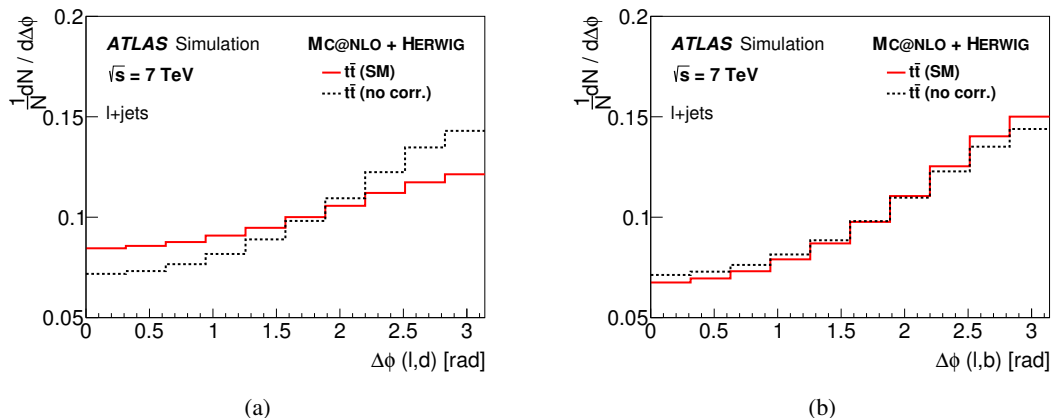 1/N dN / dΔϕ
0.2
0.15
0.1
0.05
ATLAS Simulation
√s = 7 TeV
l+jets
MC@NLO + HERWIG
tt̄ (SM)
tt̄ (no corr.)
0 0.5 1 1.5 2 2.5 3
Δϕ (l,d) [rad]
(a)
1/N dN / dΔϕ
0.2
0.15
0.1
0.05
ATLAS Simulation
√s = 7 TeV
l+jets
MC@NLO + HERWIG
tt̄ (SM)
tt̄ (no corr.)
0 0.5 1 1.5 2 2.5 3
Δϕ (l,b) [rad]
(b)